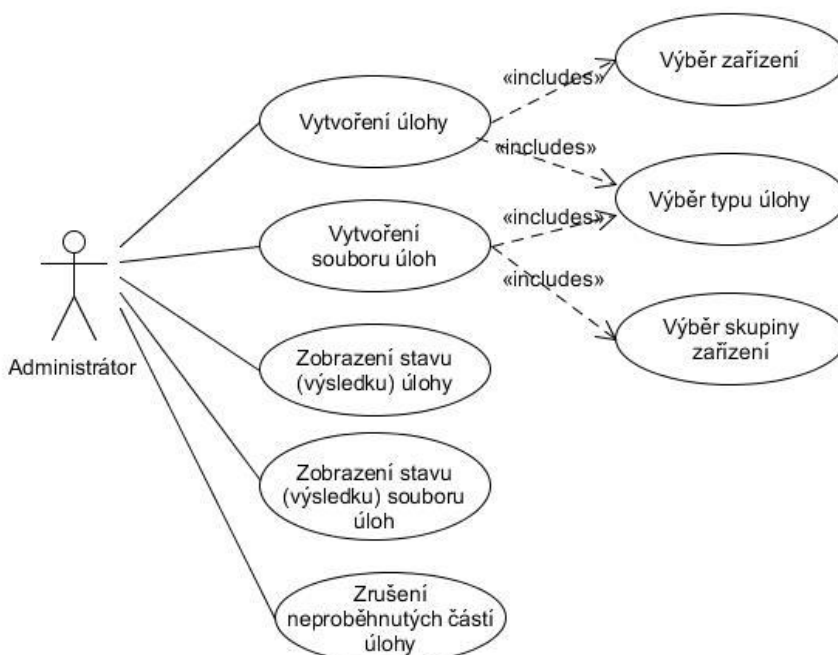 Výběr zařízení
«includes»
Vytvoření úlohy
«includes»
Výběr typu úlohy
«includes»
Vytvoření
souboru úloh
«includes»
Výběr skupiny
zařízení
Administrátor
Zobrazení stavu
(výsledku) úlohy
Zobrazení stavu
(výsledku) souboru
úloh
Zrušení
neproběhnutých částí
úlohy